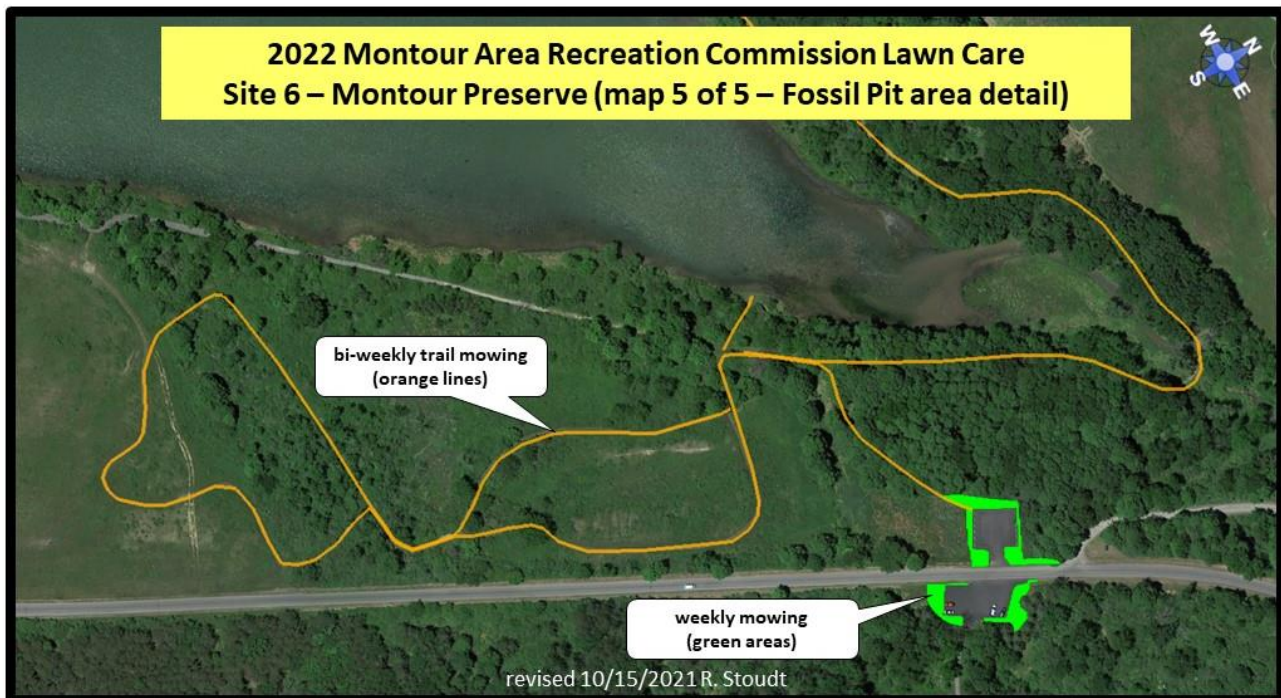 2022 Montour Area Recreation Commission Lawn Care
Site 6 – Montour Preserve (map 5 of 5 – Fossil Pit area detail)
W
N
S
E
bi-weekly trail mowing
(orange lines)
weekly mowing
(green areas)
revised 10/15/2021 R. Stoudt